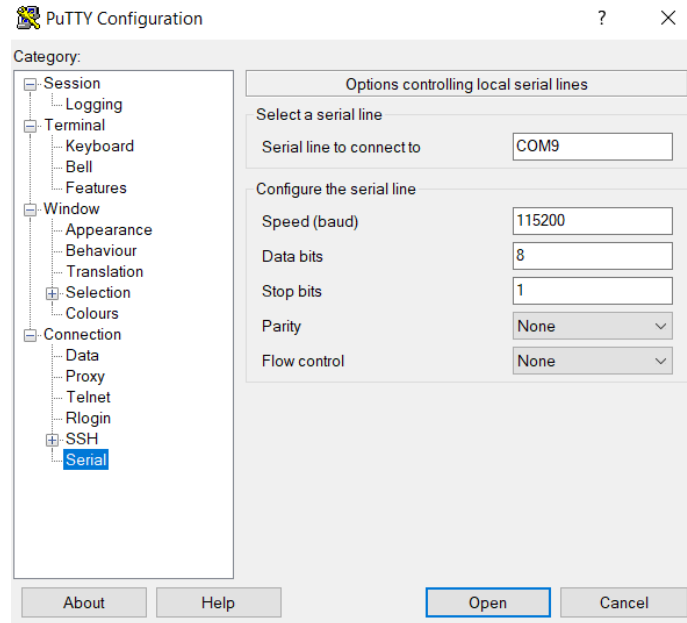 PuTTY Configuration
?
Category:
Session
Logging
Terminal
Keyboard
Bell
Features
Window
Appearance
Behaviour
Translation
Selection
Colours
Connection
Data
Proxy
Telnet
Rlogin
SSH
Serial
Options controlling local serial lines
Select a serial line
Serial line to connect to COM9
Configure the serial line
Speed (baud) 115200
Data bits 8
Stop bits 1
Parity None
Flow control None
About Help Open Cancel